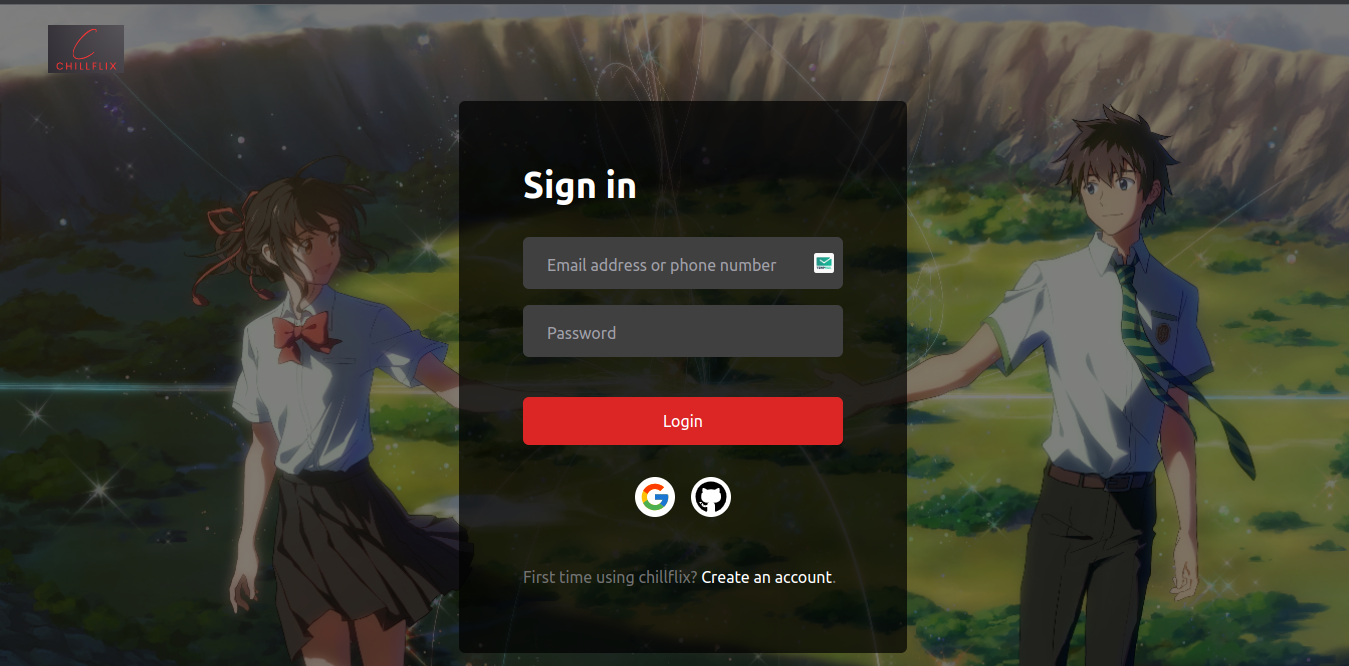 CHILLFLIX
Sign in
Email address or phone number
Password
Login
First time using chillflix? Create an account.